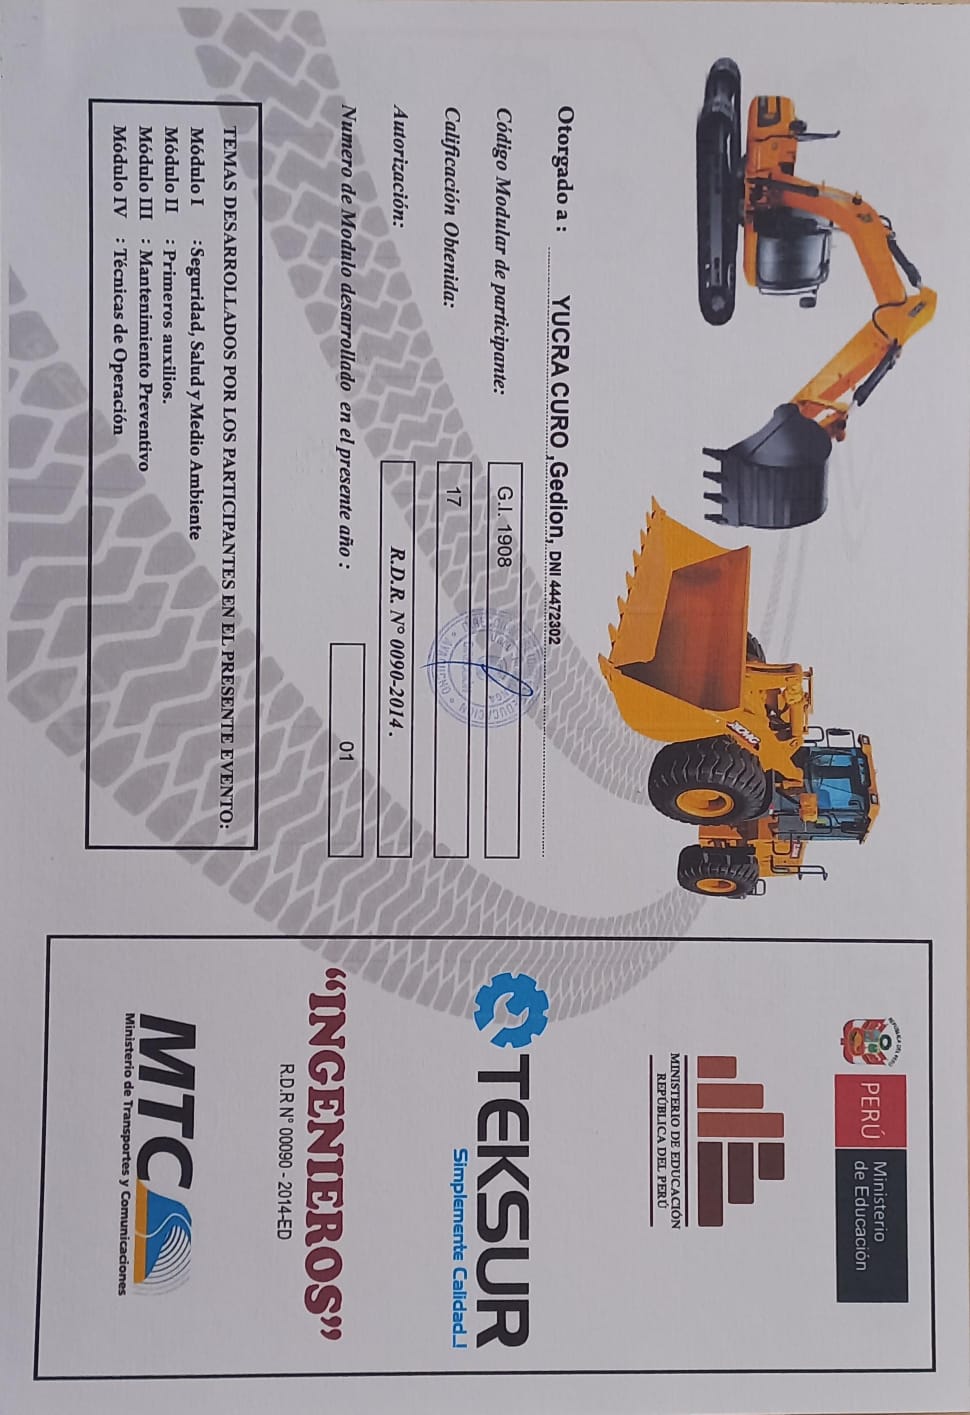 Otorgado a : YUCRA CURO ,Gedion, DNI 44472302
Código Modular de participante: G.I. 1908
Calificación Obtenida: 17
Autorización: R.D.R. N° 0090-2014.
Numero de Modulo desarrollado en el presente año : 01
TEMAS DESARROLLADOS POR LOS PARTICIPANTES EN EL PRESENTE EVENTO:
Módulo I :Seguridad, Salud y Medio Ambiente
Módulo II : Primeros auxilios.
Módulo III : Mantenimiento Preventivo
Módulo IV : Técnicas de Operación
PERÚ
Ministerio
de Educación
MINISTERIO DE EDUCACIÓN
REPÚBLICA DEL PERÚ
TEKSUR
Simplemente Calidad..!
“INGENIEROS”
R.D.R N° 00090 - 2014-ED
MTC
Ministerio de Transportes y Comunicaciones